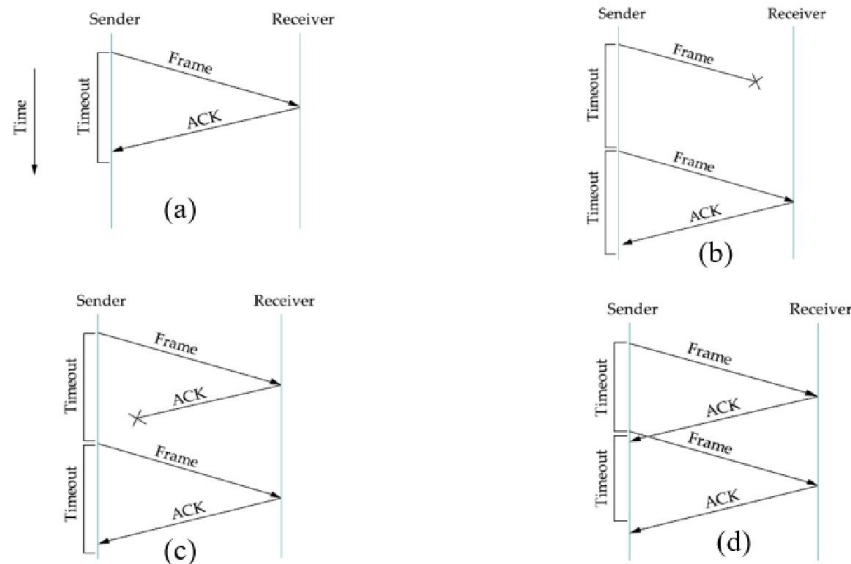 Sender Receiver
Time
Timeout
Frame
ACK
(a)
Sender Receiver
Timeout
Frame
Timeout
Frame
ACK
(b)
Sender Receiver
Timeout
Frame
ACK
Timeout
Frame
ACK
(c)
Sender Receiver
Timeout
Frame
ACK
Timeout
Frame
ACK
(d)